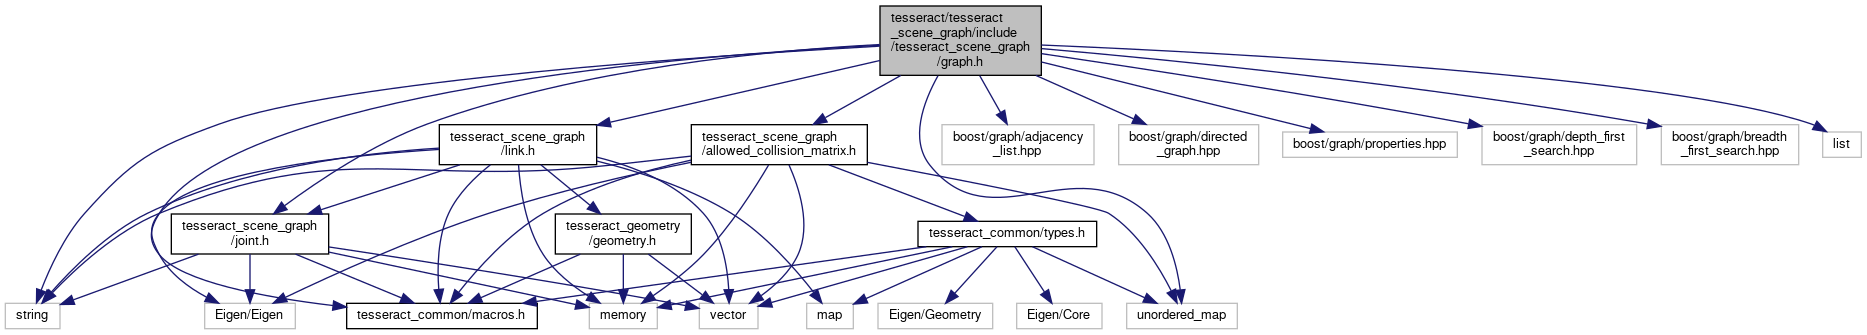 tesseract/tesseract
_scene_graph/include
/tesseract_scene_graph
/graph.h
tesseract_scene_graph
/link.h
tesseract_scene_graph
/allowed_collision_matrix.h
boost/graph/adjacency
_list.hpp
boost/graph/directed
_graph.hpp
boost/graph/properties.hpp
boost/graph/depth_first
_search.hpp
boost/graph/breadth
_first_search.hpp
list
tesseract_scene_graph
/joint.h
tesseract_geometry
/geometry.h
tesseract_common/types.h
string
Eigen/Eigen
tesseract_common/macros.h
memory
vector
map
Eigen/Geometry
Eigen/Core
unordered_map